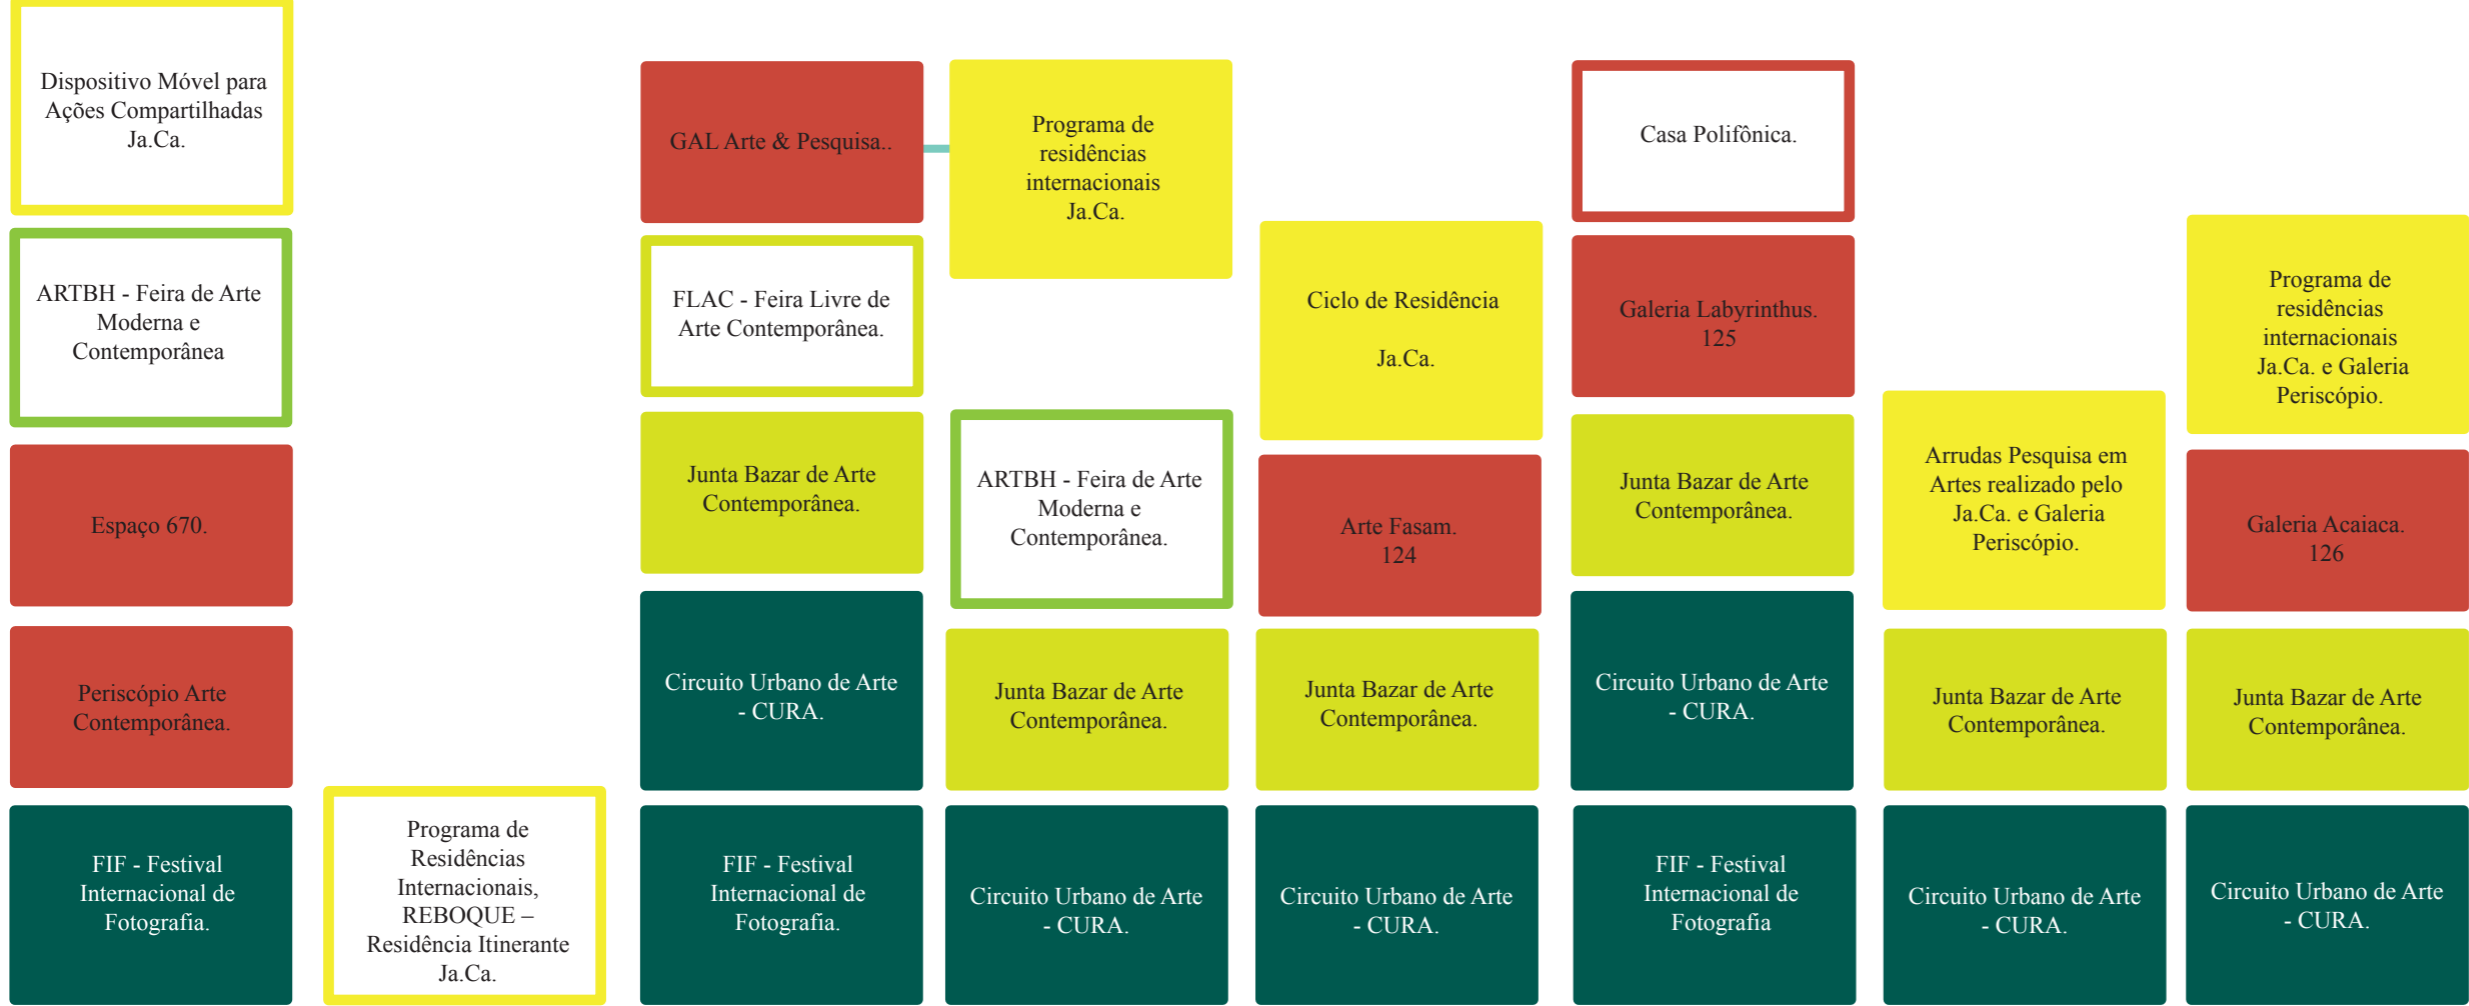 Dispositivo Móvel para
Ações Compartilhadas
Ja.Ca.
ARTBH - Feira de Arte
Moderna e
Contemporânea
Espaço 670.
Periscópio Arte
Contemporânea.
FIF - Festival
Internacional de
Fotografia.
Programa de
Residências
Internacionais,
REBOQUE –
Residência Itinerante
Ja.Ca.
GAL Arte & Pesquisa..
FLAC - Feira Livre de
Arte Contemporânea.
Junta Bazar de Arte
Contemporânea.
Circuito Urbano de Arte
- CURA.
FIF - Festival
Internacional de
Fotografia.
Programa de
residências
internacionais
Ja.Ca.
ARTBH - Feira de Arte
Moderna e
Contemporânea.
Junta Bazar de Arte
Contemporânea.
Circuito Urbano de Arte
- CURA.
Ciclo de Residência
Ja.Ca.
Arte Fasam.
124
Junta Bazar de Arte
Contemporânea.
Circuito Urbano de Arte
- CURA.
Casa Polifônica.
Galeria Labyrinthus.
125
Junta Bazar de Arte
Contemporânea.
Circuito Urbano de Arte
- CURA.
FIF - Festival
Internacional de
Fotografia
Arrudas Pesquisa em
Artes realizado pelo
Ja.Ca. e Galeria
Periscópio.
Junta Bazar de Arte
Contemporânea.
Circuito Urbano de Arte
- CURA.
Programa de
residências
internacionais
Ja.Ca. e Galeria
Periscópio.
Galeria Acaiaca.
126
Junta Bazar de Arte
Contemporânea.
Circuito Urbano de Arte
- CURA.